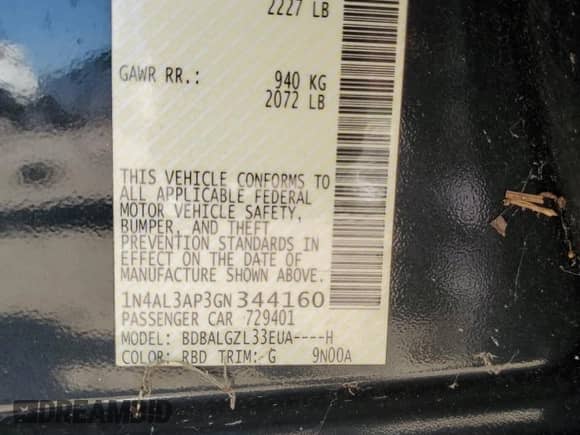 2227 LB
GAWR RR.: 940 KG
2072 LB
THIS VEHICLE CONFORMS TO
ALL APPLICABLE FEDERAL
MOTOR VEHICLE SAFETY,
BUMPER, AND THEFT
PREVENTION STANDARDS IN
EFFECT ON THE DATE OF
MANUFACTURE SHOWN ABOVE.
1N4AL3AP3GN344160
PASSENGER CAR 729401
MODEL: BDBALGZL33EUA----H
COLOR: RBD TRIM: G 9N00A
DREAMBID